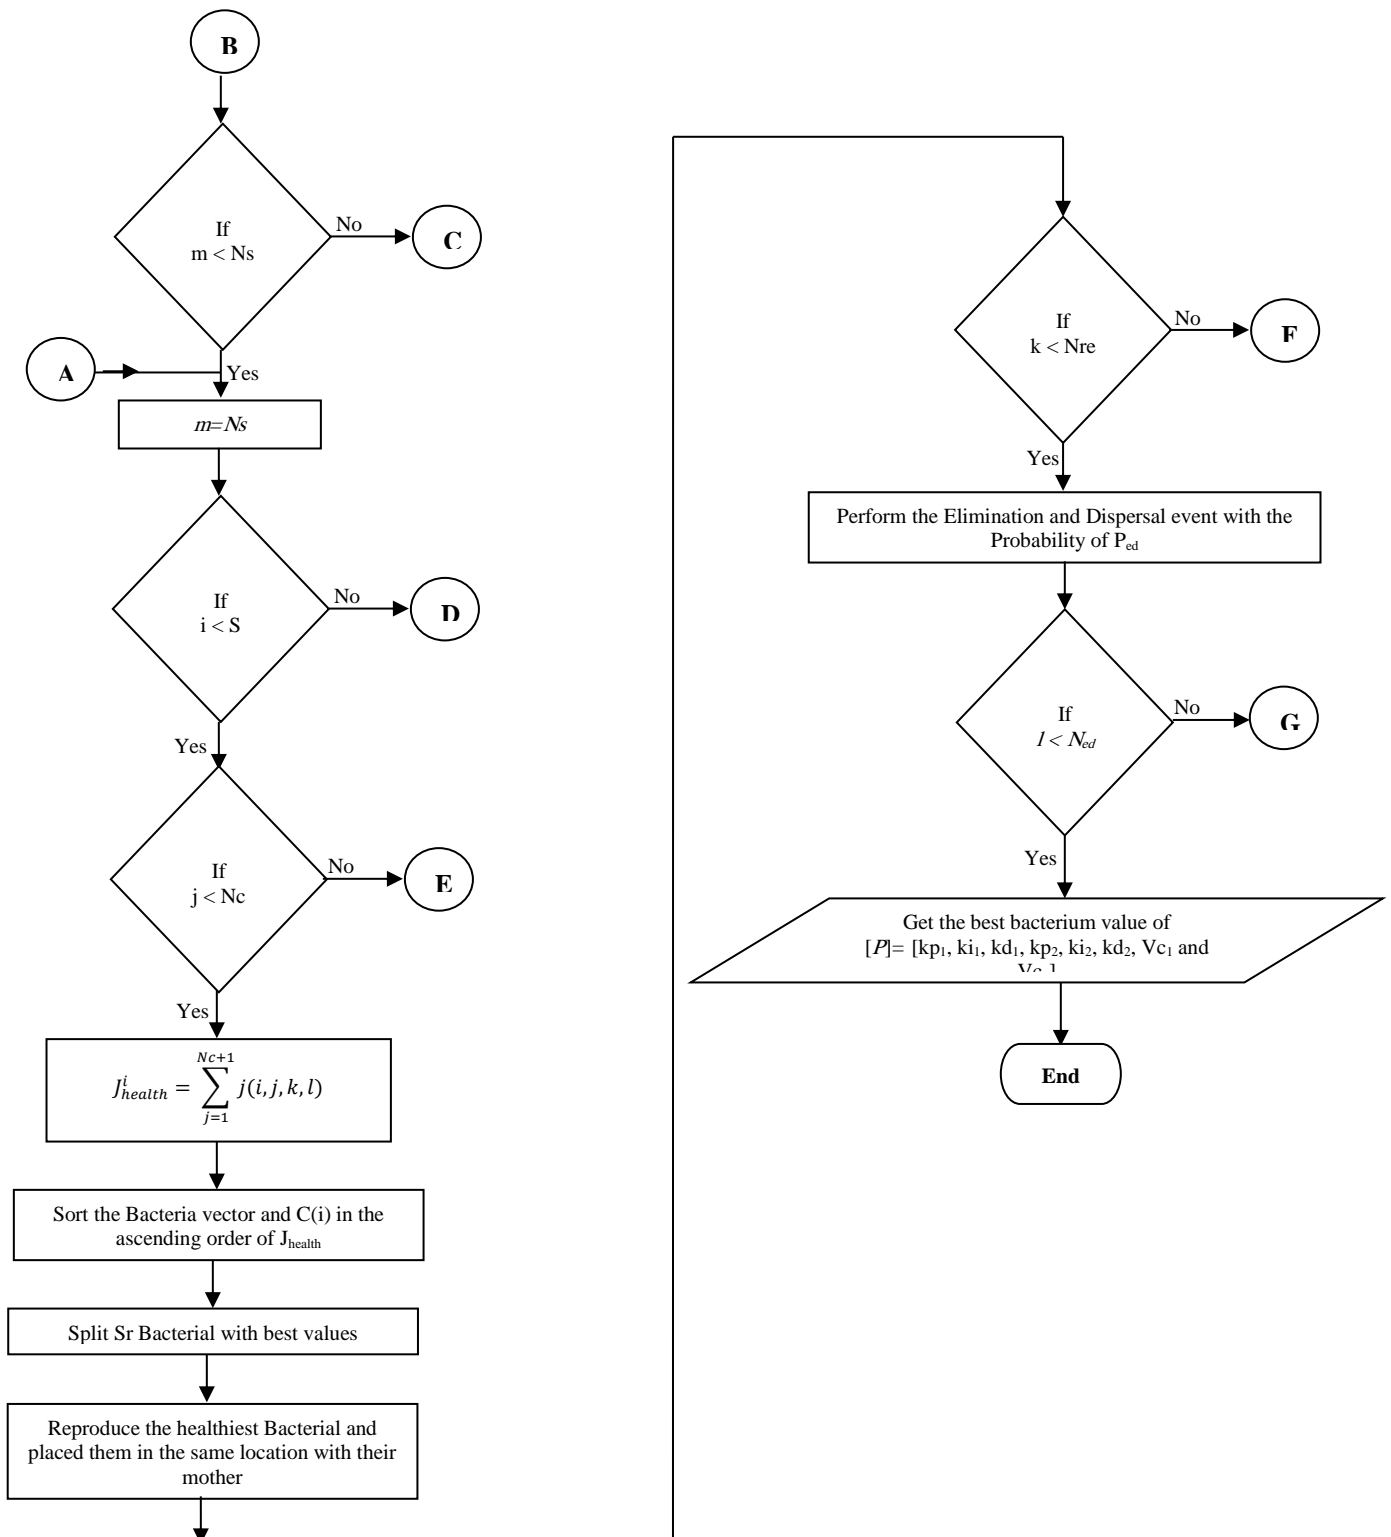 B
If
m < Ns
No
C
A
Yes
m=Ns
If
i < S
No
D
Yes
If
j < Nc
No
E
Yes
J^i_health = ∑_{j=1}^{Nc+1} j(i,j,k,l)
Sort the Bacteria vector and C(i) in the
ascending order of J_health
Split Sr Bacterial with best values
Reproduce the healthiest Bacterial and
placed them in the same location with their
mother
If
k < Nre
No
F
Yes
Perform the Elimination and Dispersal event with the
Probability of P_ed
If
l < N_ed
No
G
Yes
Get the best bacterium value of
[P]= [kp₁, ki₁, kd₁, kp₂, ki₂, kd₂, Vc₁ and
End